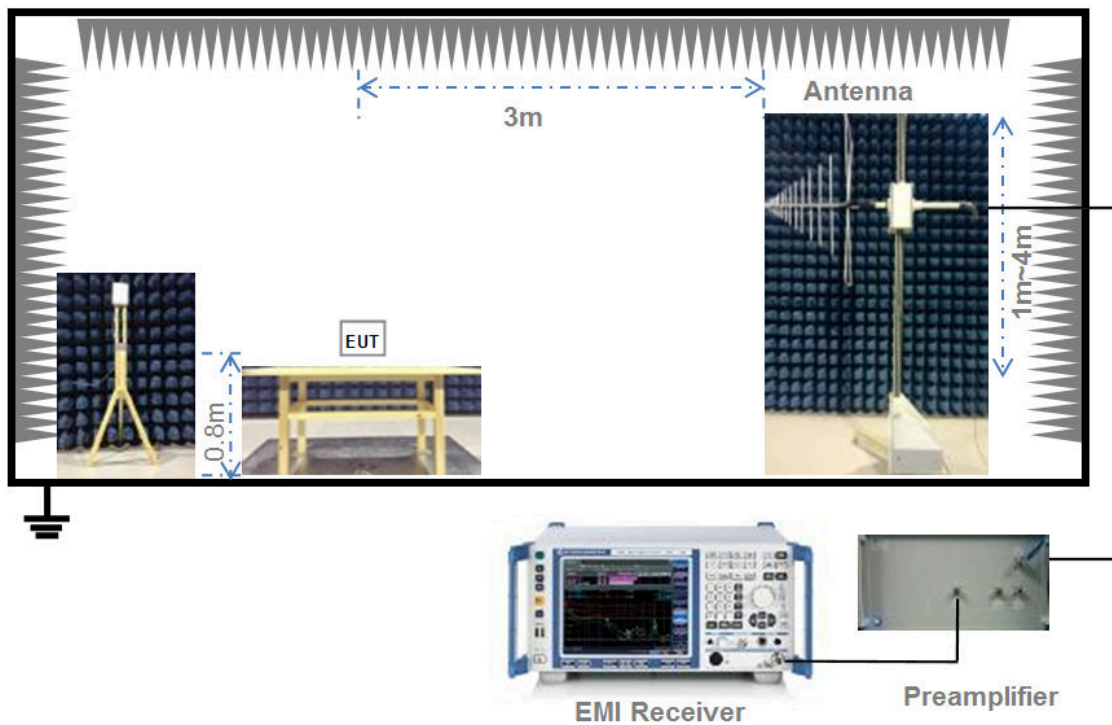 Antenna
3m
1m~4m
EUT
0.8m
EMI Receiver
Preamplifier